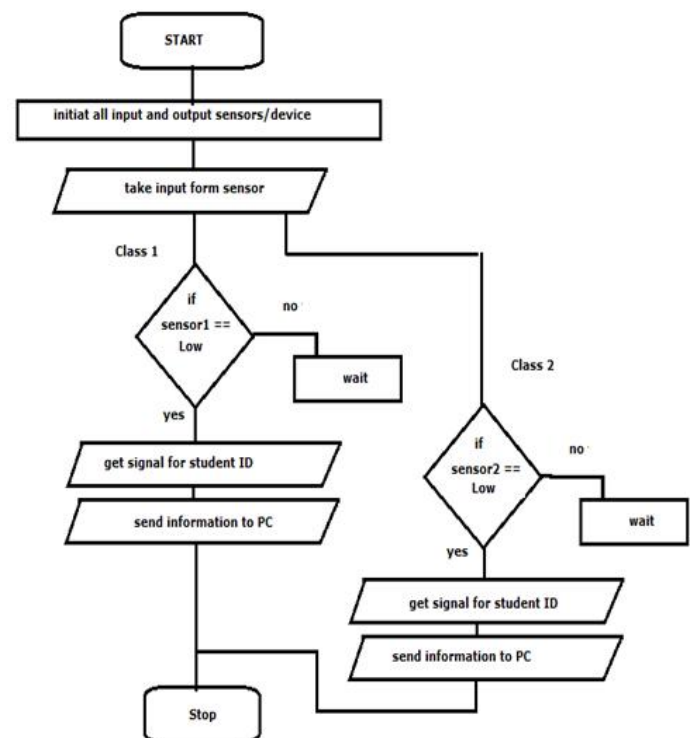 START
initiat all input and output sensors/device
take input form sensor
Class 1
if
sensor1 ==
Low
no
wait
yes
get signal for student ID
send information to PC
Class 2
if
sensor2 ==
Low
no
wait
yes
get signal for student ID
send information to PC
Stop